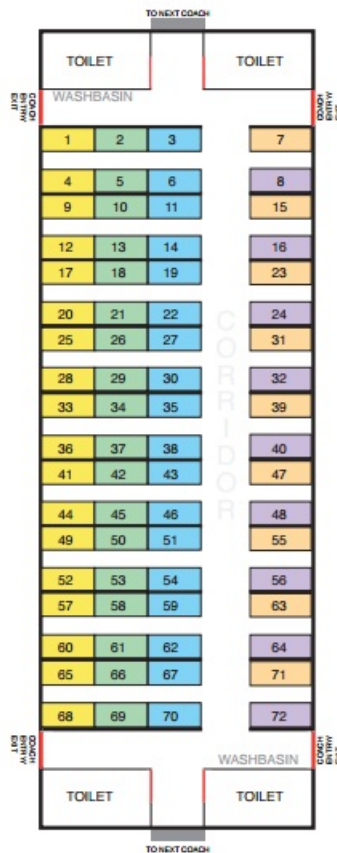 TO NEXT COACH
TOILET TOILET
WASHBASIN
COACH ENTRY EXIT COACH ENTRY
1 2 3 7
4 5 6 8
9 10 11 15
12 13 14 16
17 18 19 23
20 21 22 24
25 26 27 31
28 29 30 32
33 34 35 39
36 37 38 40
41 42 43 47
44 45 46 48
49 50 51 55
52 53 54 56
57 58 59 63
60 61 62 64
65 66 67 71
68 69 70 72
CORRIDOR
COACH ENTRY EXIT COACH ENTRY
WASHBASIN
TOILET TOILET
TO NEXT COACH